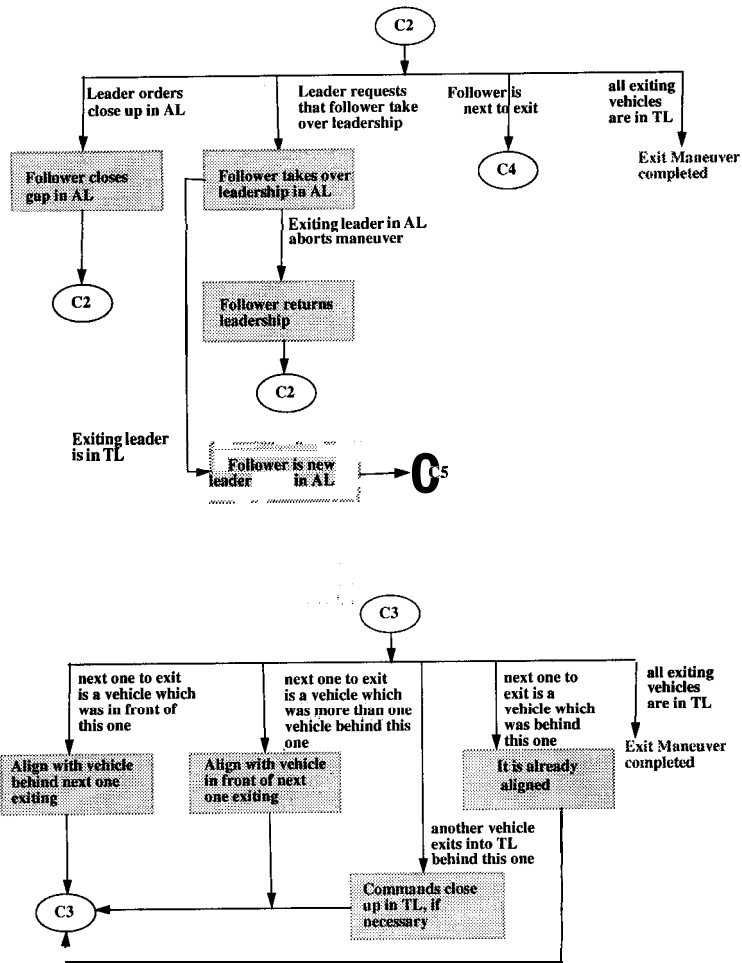 C2
Leader orders
close up in AL
Leader requests
that follower take
over leadership
Follower is
next to exit
all exiting
vehicles
are in TL
Follower closes
gap in AL
Follower takes over
leadership in AL
C4
Exit Maneuver
completed
Exiting leader in AL
aborts maneuver
C2
Follower returns
leadership
C2
Exiting leader
is in TL
Follower is new
leader in AL
C5
C3
next one to exit
is a vehicle which
was in front of
this one
next one to exit
is a vehicle which
was more than one
vehicle behind this
one
next one to
exit is a
vehicle which
was behind
this one
all exiting
vehicles
are in TL
Exit Maneuver
completed
Align with vehicle
behind next one
exiting
Align with vehicle
in front of next
one exiting
It is already
aligned
another vehicle
exits into TL
behind this one
C3
Commands close
up in TL, if
necessary